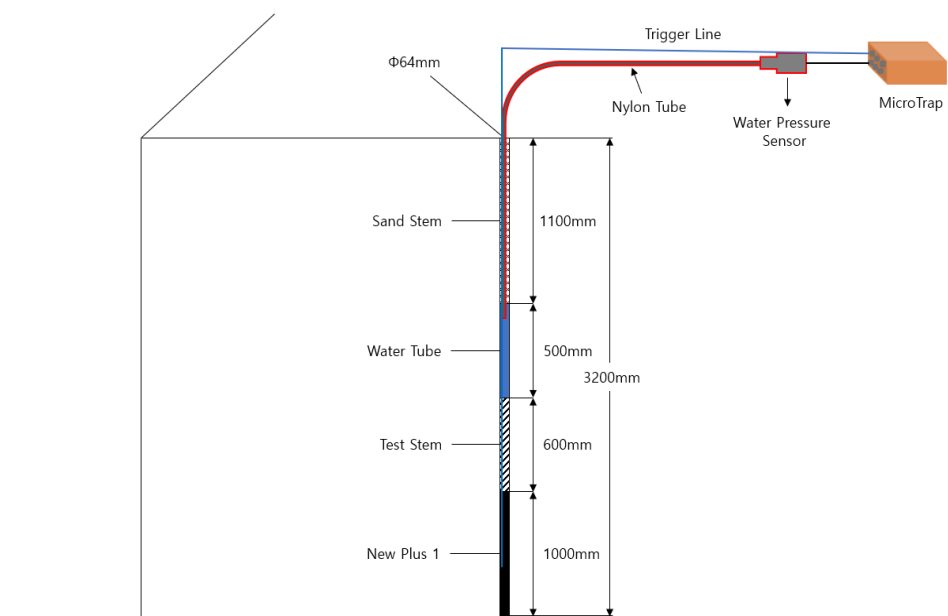 Trigger Line
Φ64mm
Nylon Tube
MicroTrap
Water Pressure
Sensor
Sand Stem
1100mm
Water Tube
500mm
3200mm
Test Stem
600mm
New Plus 1
1000mm